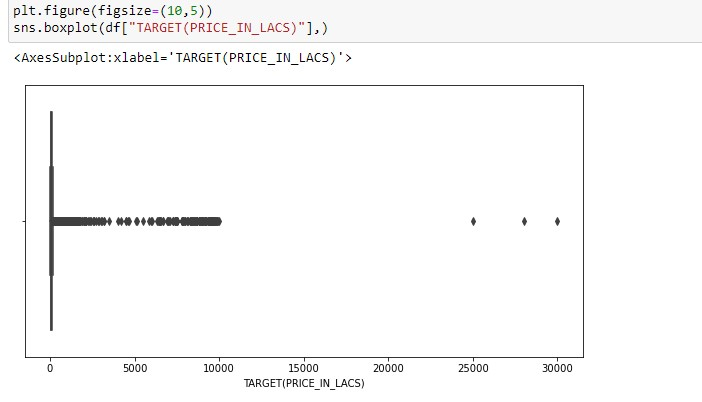 plt.figure(figsize=(10,5))
sns.boxplot(df["TARGET(PRICE_IN_LACS)"],)
<AxesSubplot:xlabel='TARGET(PRICE_IN_LACS)'>
0 5000 10000 15000 20000 25000 30000
TARGET(PRICE_IN_LACS)